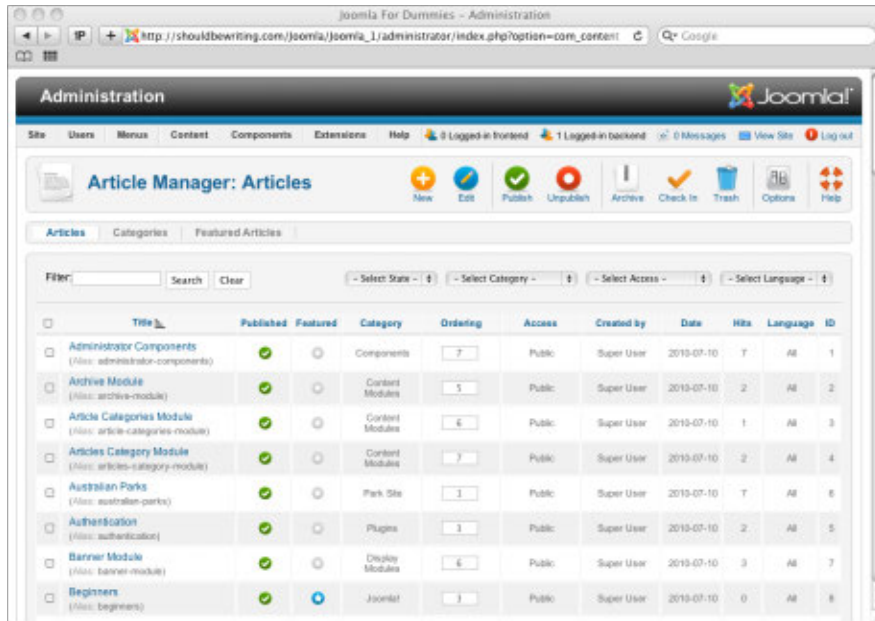 Joomla For Dummies – Administration
http://shouldbewriting.com/Joomla/Joomla_1/administrator/index.php?option=com_content
Google
Administration
Joomla!
Site Users Menus Content Components Extensions Help 0 Logged-in frontend 1 Logged-in backend 0 Messages View Site Log out
Article Manager: Articles
New Edit Publish Unpublish Archive Check In Trash Options Help
Articles Categories Featured Articles
Filter: Search Clear - Select State - - Select Category - - Select Access - - Select Language -
Title Published Featured Category Ordering Access Created by Date Hits Language ID
Administrator Components
(Alias: administrator-components)
Components 7 Public Super User 2010-07-10 7 All 1
Archive Module
(Alias: archive-module)
Content
Modules
5 Public Super User 2010-07-10 2 All 2
Article Categories Module
(Alias: article-categories-module)
Content
Modules
6 Public Super User 2010-07-10 1 All 3
Articles Category Module
(Alias: articles-category-module)
Content
Modules
7 Public Super User 2010-07-10 2 All 4
Australian Parks
(Alias: australian-parks)
Park Site Public Super User 2010-07-10 7 All 6
Authentication
(Alias: authentication)
Plugins Public Super User 2010-07-10 2 All 5
Banner Module
(Alias: banner-module)
Display
Modules
6 Public Super User 2010-07-10 3 All 7
Beginners
(Alias: beginners)
Joomla! Public Super User 2010-07-10 0 All 8